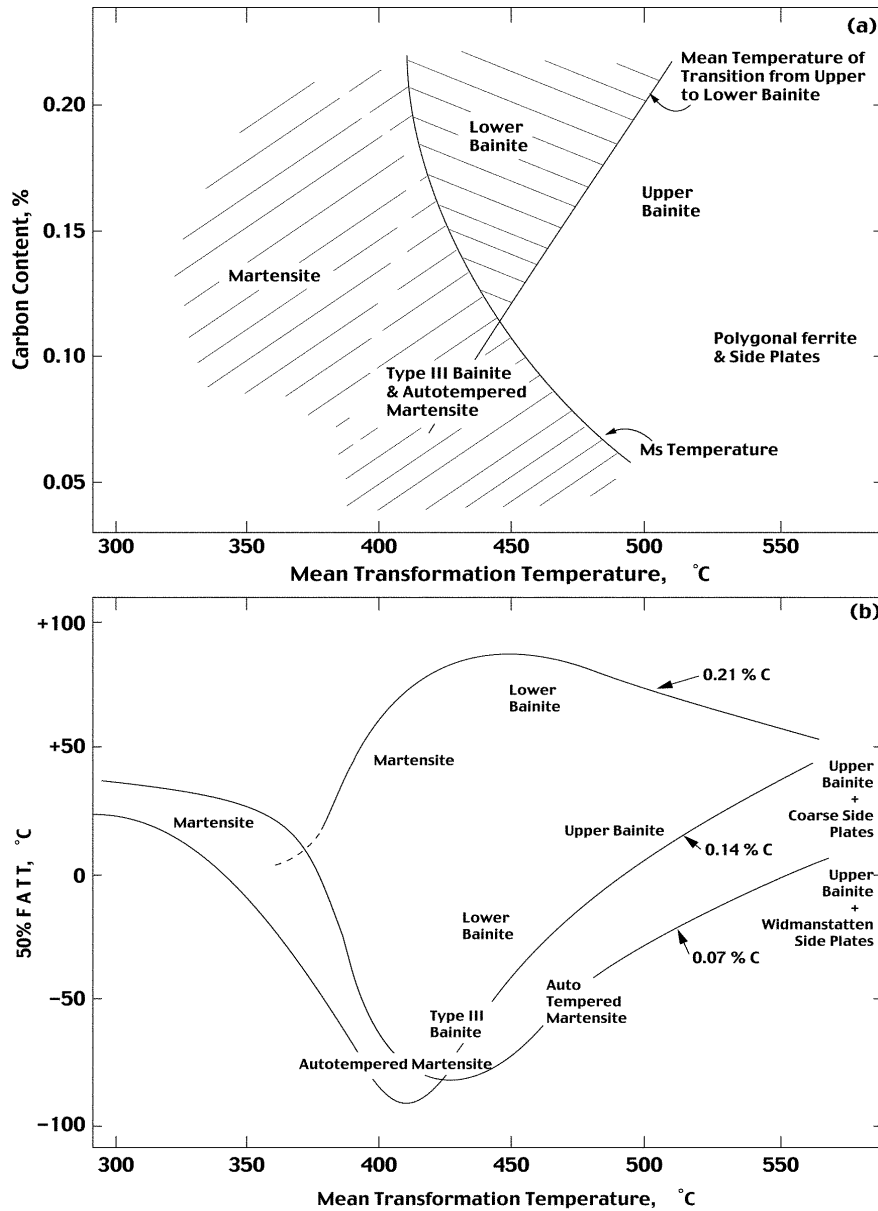 (a)
Mean Temperature of
Transition from Upper
to Lower Bainite
0.20
Lower
Bainite
Upper
Bainite
0.15
Martensite
Polygonal ferrite
& Side Plates
0.10
Type III Bainite
& Autotempered
Martensite
Ms Temperature
0.05
Carbon Content, %
300 350 400 450 500 550
Mean Transformation Temperature, °C
(b)
+100
0.21 % C
Lower
Bainite
Martensite
+50
Upper
Bainite
+
Coarse Side
Plates
Martensite
Upper Bainite
0.14 % C
0
Upper
Bainite
+
Widmanstatten
Side Plates
Lower
Bainite
0.07 % C
Auto
Tempered
Martensite
−50
Type III
Bainite
Autotempered Martensite
−100
50% F A T T, °C
300 350 400 450 500 550
Mean Transformation Temperature, °C